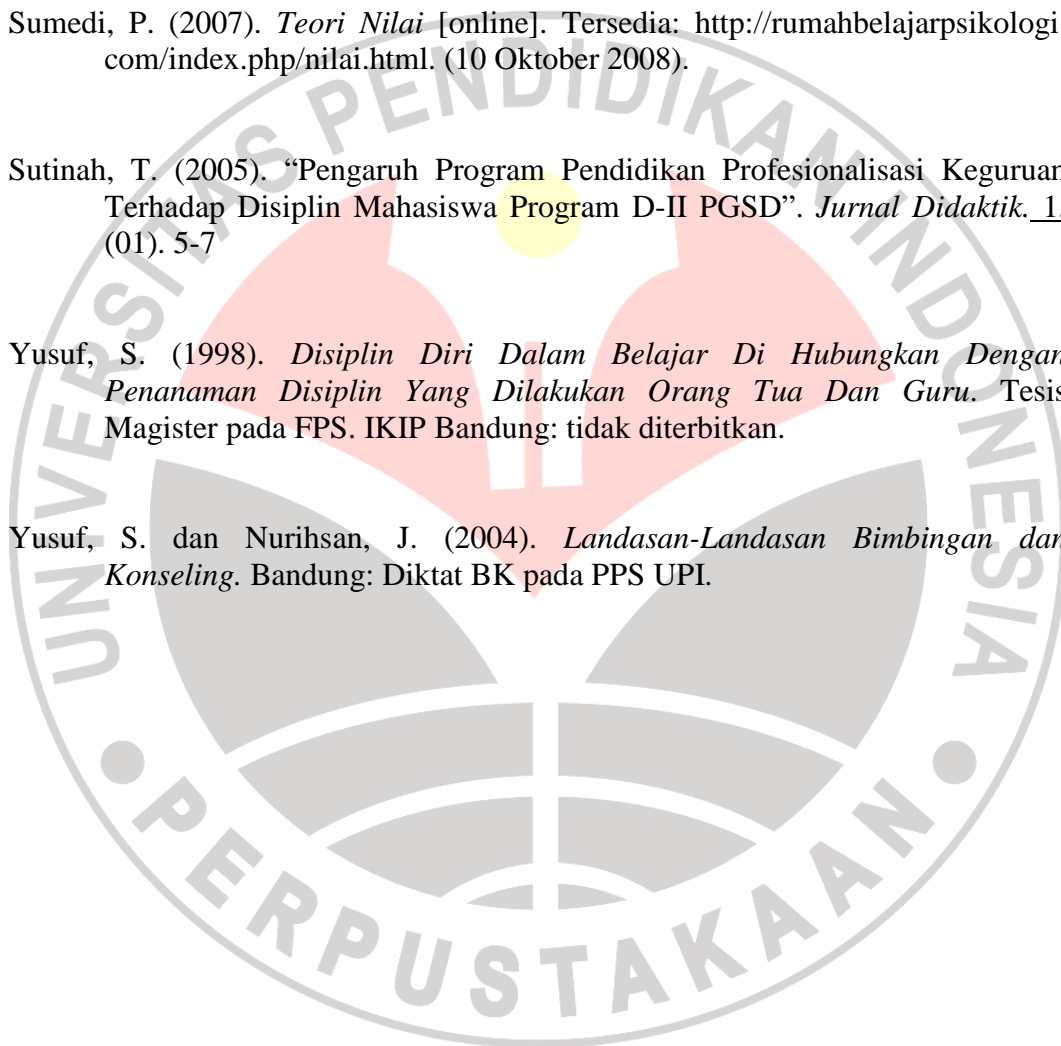 Sumedi, P. (2007). Teori Nilai [online]. Tersedia: http://rumahbelajarpsikologi
com/index.php/nilai.html. (10 Oktober 2008).
Sutinah, T. (2005). “Pengaruh Program Pendidikan Profesionalisasi Keguruan
Terhadap Disiplin Mahasiswa Program D-II PGSD”. Jurnal Didaktik.
(01). 5-7
Yusuf, S. (1998). Disiplin Diri Dalam Belajar Di Hubungkan Dengan
Penanaman Disiplin Yang Dilakukan Orang Tua Dan Guru. Tesis
Magister pada FPS. IKIP Bandung: tidak diterbitkan.
Yusuf, S. dan Nurihsan, J. (2004). Landasan-Landasan Bimbingan dan
Konseling. Bandung: Diktat BK pada PPS UPI.
UNIVERSITAS PENDIDIKAN INDONESIA
PERPUSTAKAAN